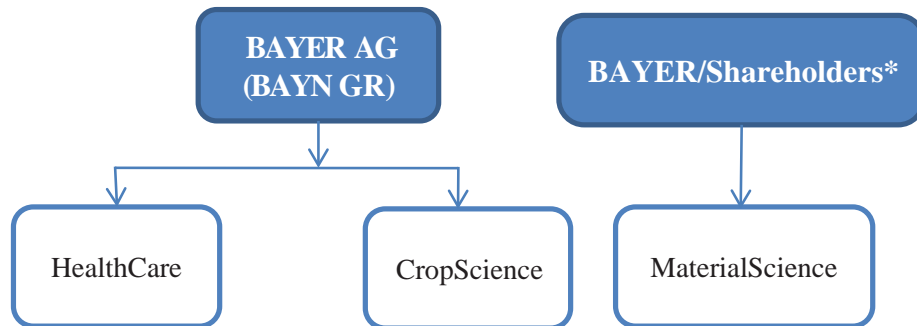 BAYER AG
(BAYN GR)
BAYER/Shareholders*
HealthCare
CropScience
MaterialScience